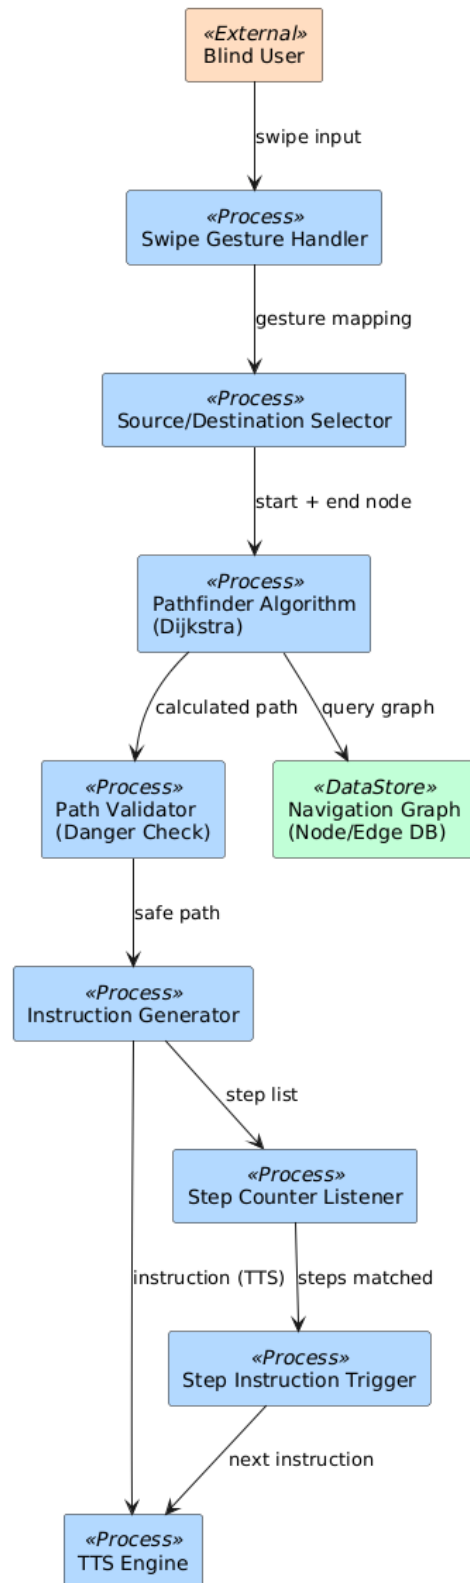 «External»
Blind User
swipe input
«Process»
Swipe Gesture Handler
gesture mapping
«Process»
Source/Destination Selector
start + end node
«Process»
Pathfinder Algorithm
(Dijkstra)
calculated path
query graph
«Process»
Path Validator
(Danger Check)
«DataStore»
Navigation Graph
(Node/Edge DB)
safe path
«Process»
Instruction Generator
step list
«Process»
Step Counter Listener
instruction (TTS)
steps matched
«Process»
Step Instruction Trigger
next instruction
«Process»
TTS Engine